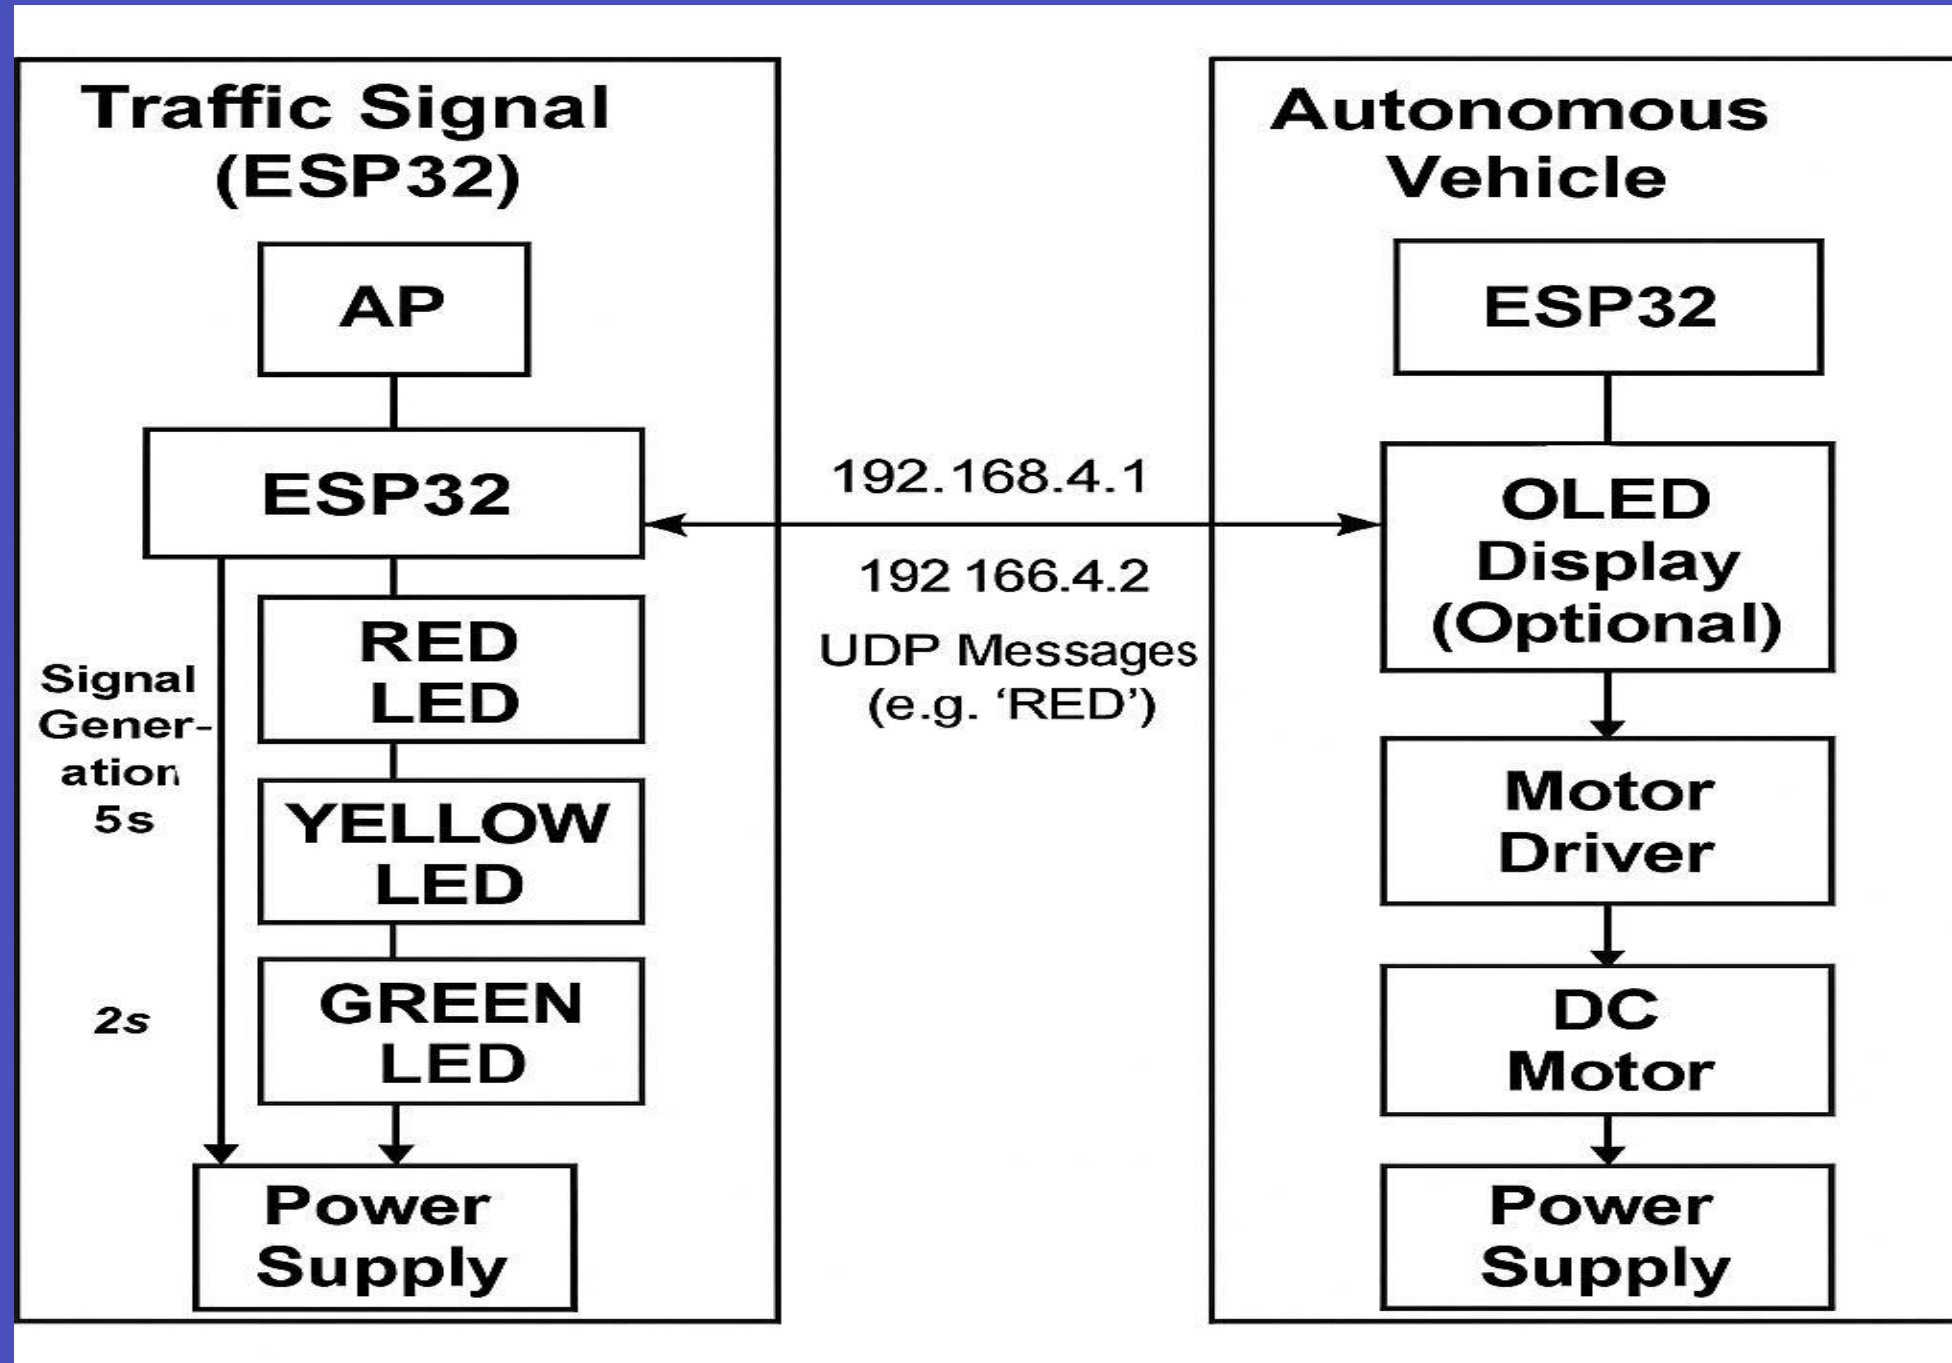 Traffic Signal
(ESP32)
AP
ESP32
RED
LED
Signal
Gener-
ation
5s
YELLOW
LED
2s
GREEN
LED
Power
Supply
192.168.4.1
192 166.4.2
UDP Messages
(e.g. ‘RED’)
Autonomous
Vehicle
ESP32
OLED
Display
(Optional)
Motor
Driver
DC
Motor
Power
Supply